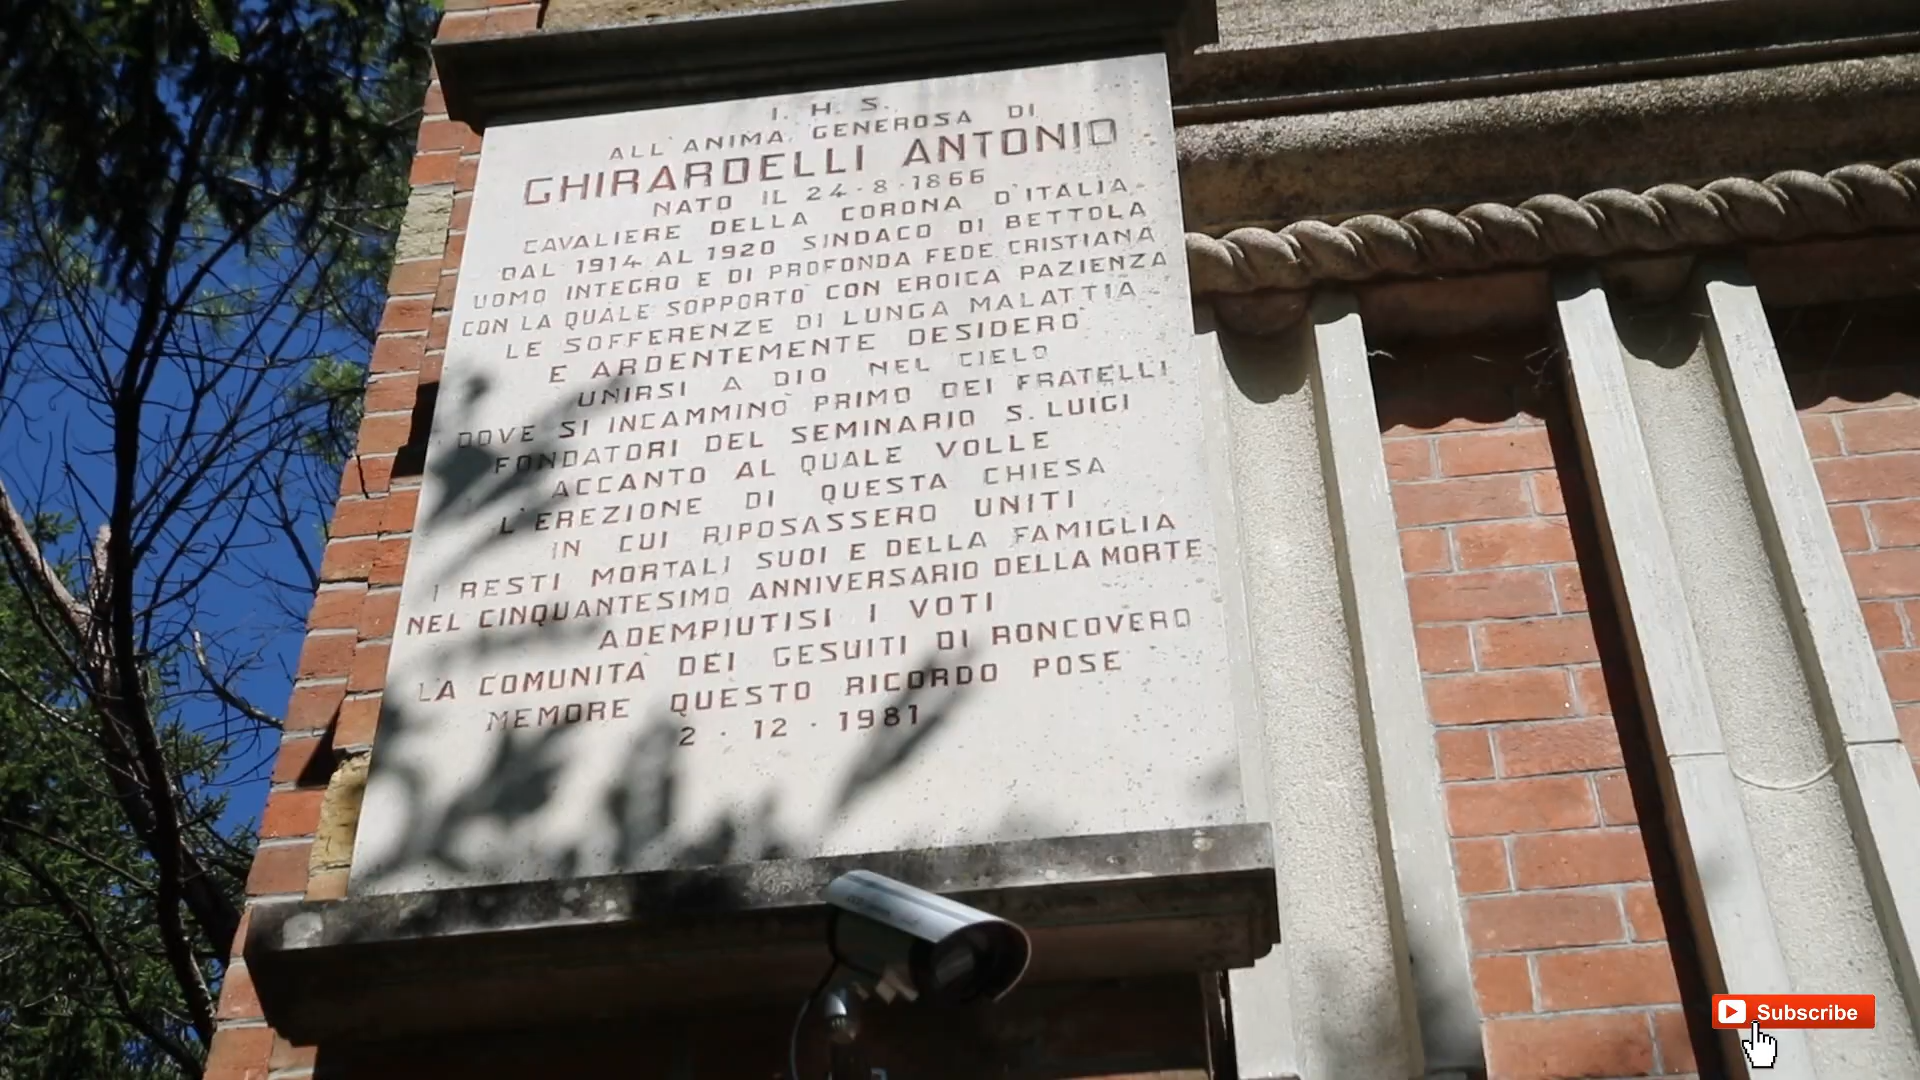 I. H. S.
ALL'ANIMA GENEROSA DI
GHIRARDELLI ANTONIO
NATO IL 24·8·1866
CAVALIERE DELLA CORONA D'ITALIA
DAL 1914 AL 1920 SINDACO DI BETTOLA
UOMO INTEGRO E DI PROFONDA FEDE CRISTIANA
CON LA QUALE SOPPORTO' CON EROICA PAZIENZA
LE SOFFERENZE DI LUNGA MALATTIA
E ARDENTEMENTE DESIDERO'
UNIRSI A DIO NEL CIELO
DOVE SI INCAMMINO' PRIMO DEI FRATELLI
FONDATORI DEL SEMINARIO S. LUIGI
ACCANTO AL QUALE VOLLE
L'EREZIONE DI QUESTA CHIESA
IN CUI RIPOSASSERO UNITI
I RESTI MORTALI SUOI E DELLA FAMIGLIA
NEL CINQUANTESIMO ANNIVERSARIO DELLA MORTE
ADEMPIUTISI I VOTI
LA COMUNITA' DEI GESUITI DI RONCOVERO
MEMORE QUESTO RICORDO POSE
2 · 12 · 1981
Subscribe